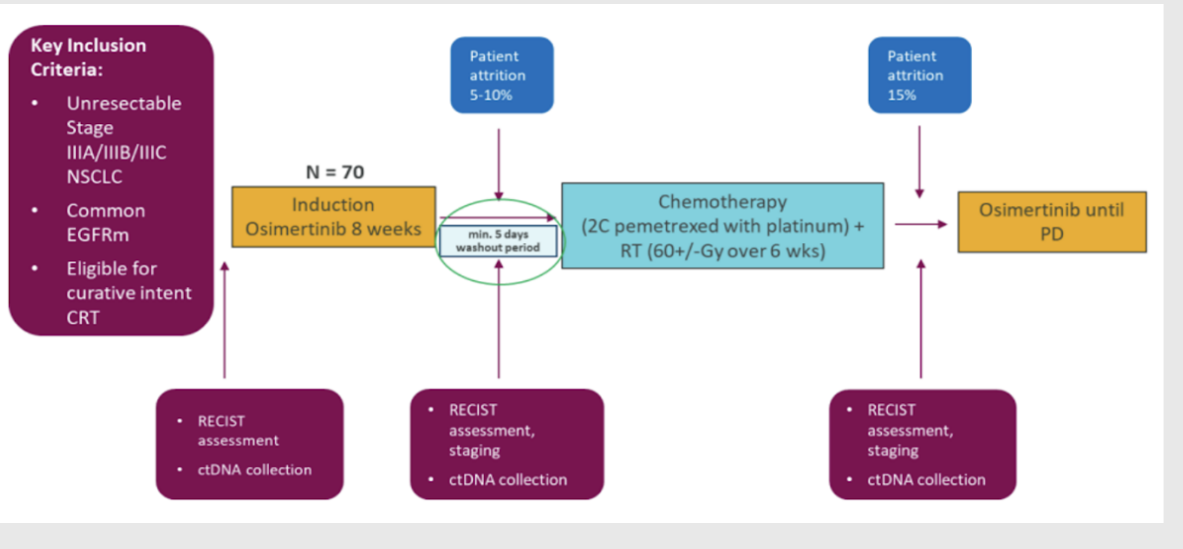 Key Inclusion
Criteria:
• Unresectable
Stage
IIIA/IIIB/IIIC
NSCLC
• Common
EGFRm
• Eligible for
curative intent
CRT
N = 70
Induction
Osimertinib 8 weeks
Patient
attrition
5-10%
min. 5 days
washout period
Chemotherapy
(2C pemetrexed with platinum) +
RT (60+/-Gy over 6 wks)
Patient
attrition
15%
Osimertinib until
PD
• RECIST
assessment
• ctDNA collection
• RECIST
assessment,
staging
• ctDNA collection
• RECIST
assessment,
staging
• ctDNA collection